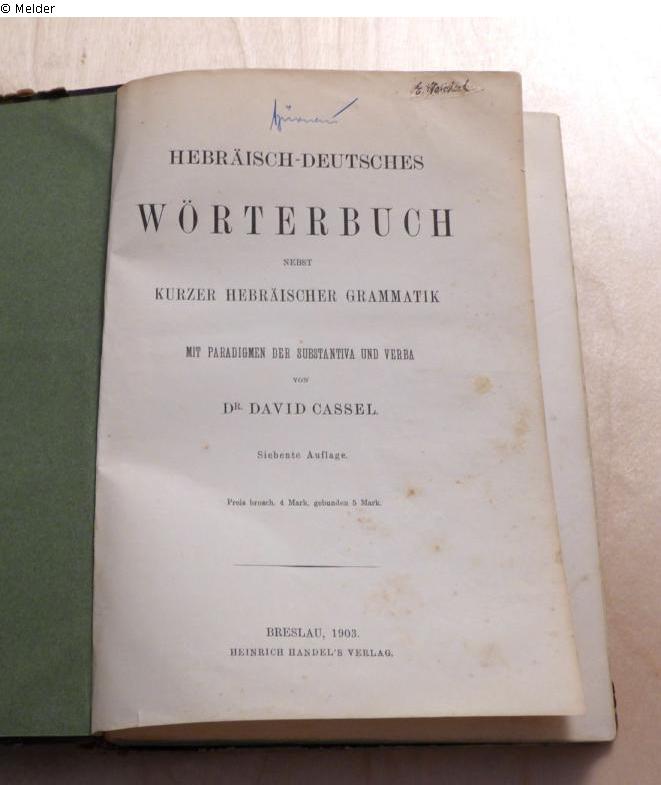 © Melder
HEBRÄISCH-DEUTSCHES
WÖRTERBUCH
NEBST
KURZER HEBRÄISCHER GRAMMATIK
MIT PARADIGMEN DER SUBSTANTIVA UND VERBA
VON
DR. DAVID CASSEL.
Siebente Auflage.
Preis brosch. 4 Mark, gebunden 5 Mark.
BRESLAU, 1903.
HEINRICH HANDEL'S VERLAG.